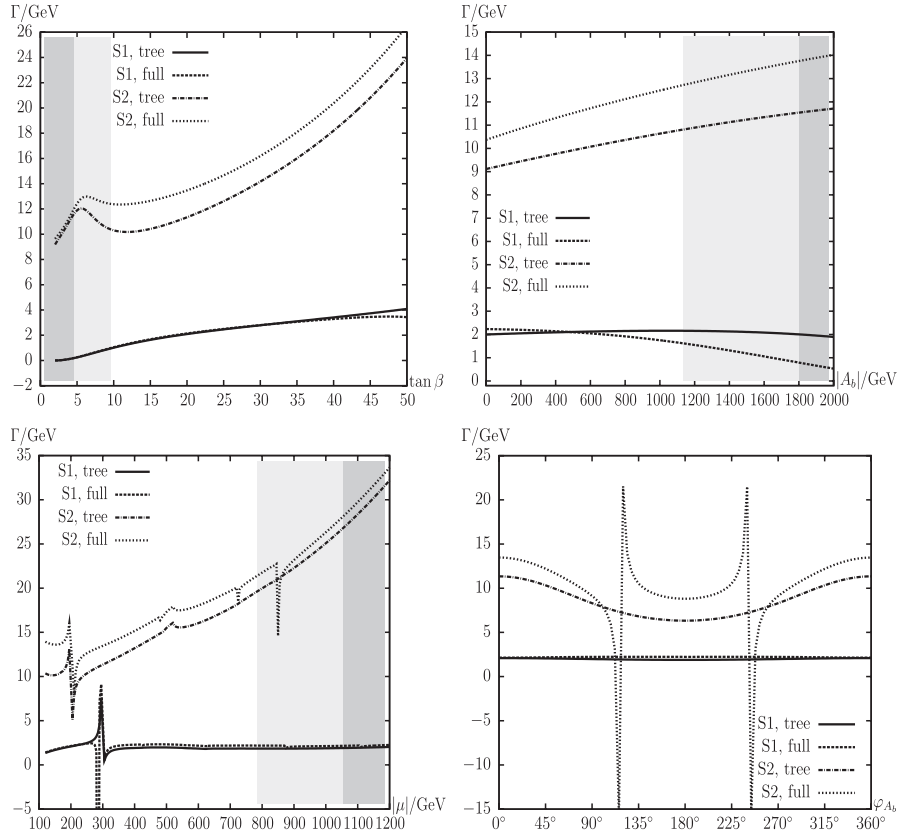 Γ/GeV
26
24
22
20
18
16
14
12
10
8
6
4
2
0
−2
S1, tree
S1, full
S2, tree
S2, full
0 5 10 15 20 25 30 35 40 45 50
tan β
Γ/GeV
15
14
13
12
11
10
9
8
7
6
5
4
3
2
1
0
S1, tree
S1, full
S2, tree
S2, full
0 200 400 600 800 1000 1200 1400 1600 1800 2000
|A_b|/GeV
Γ/GeV
35
30
25
20
15
10
5
0
−5
S1, tree
S1, full
S2, tree
S2, full
100 200 300 400 500 600 700 800 900 1000 1100 1200
|μ|/GeV
Γ/GeV
25
20
15
10
5
0
−5
−10
−15
S1, tree
S1, full
S2, tree
S2, full
0° 45° 90° 135° 180° 225° 270° 315° 360°
φ_{A_b}